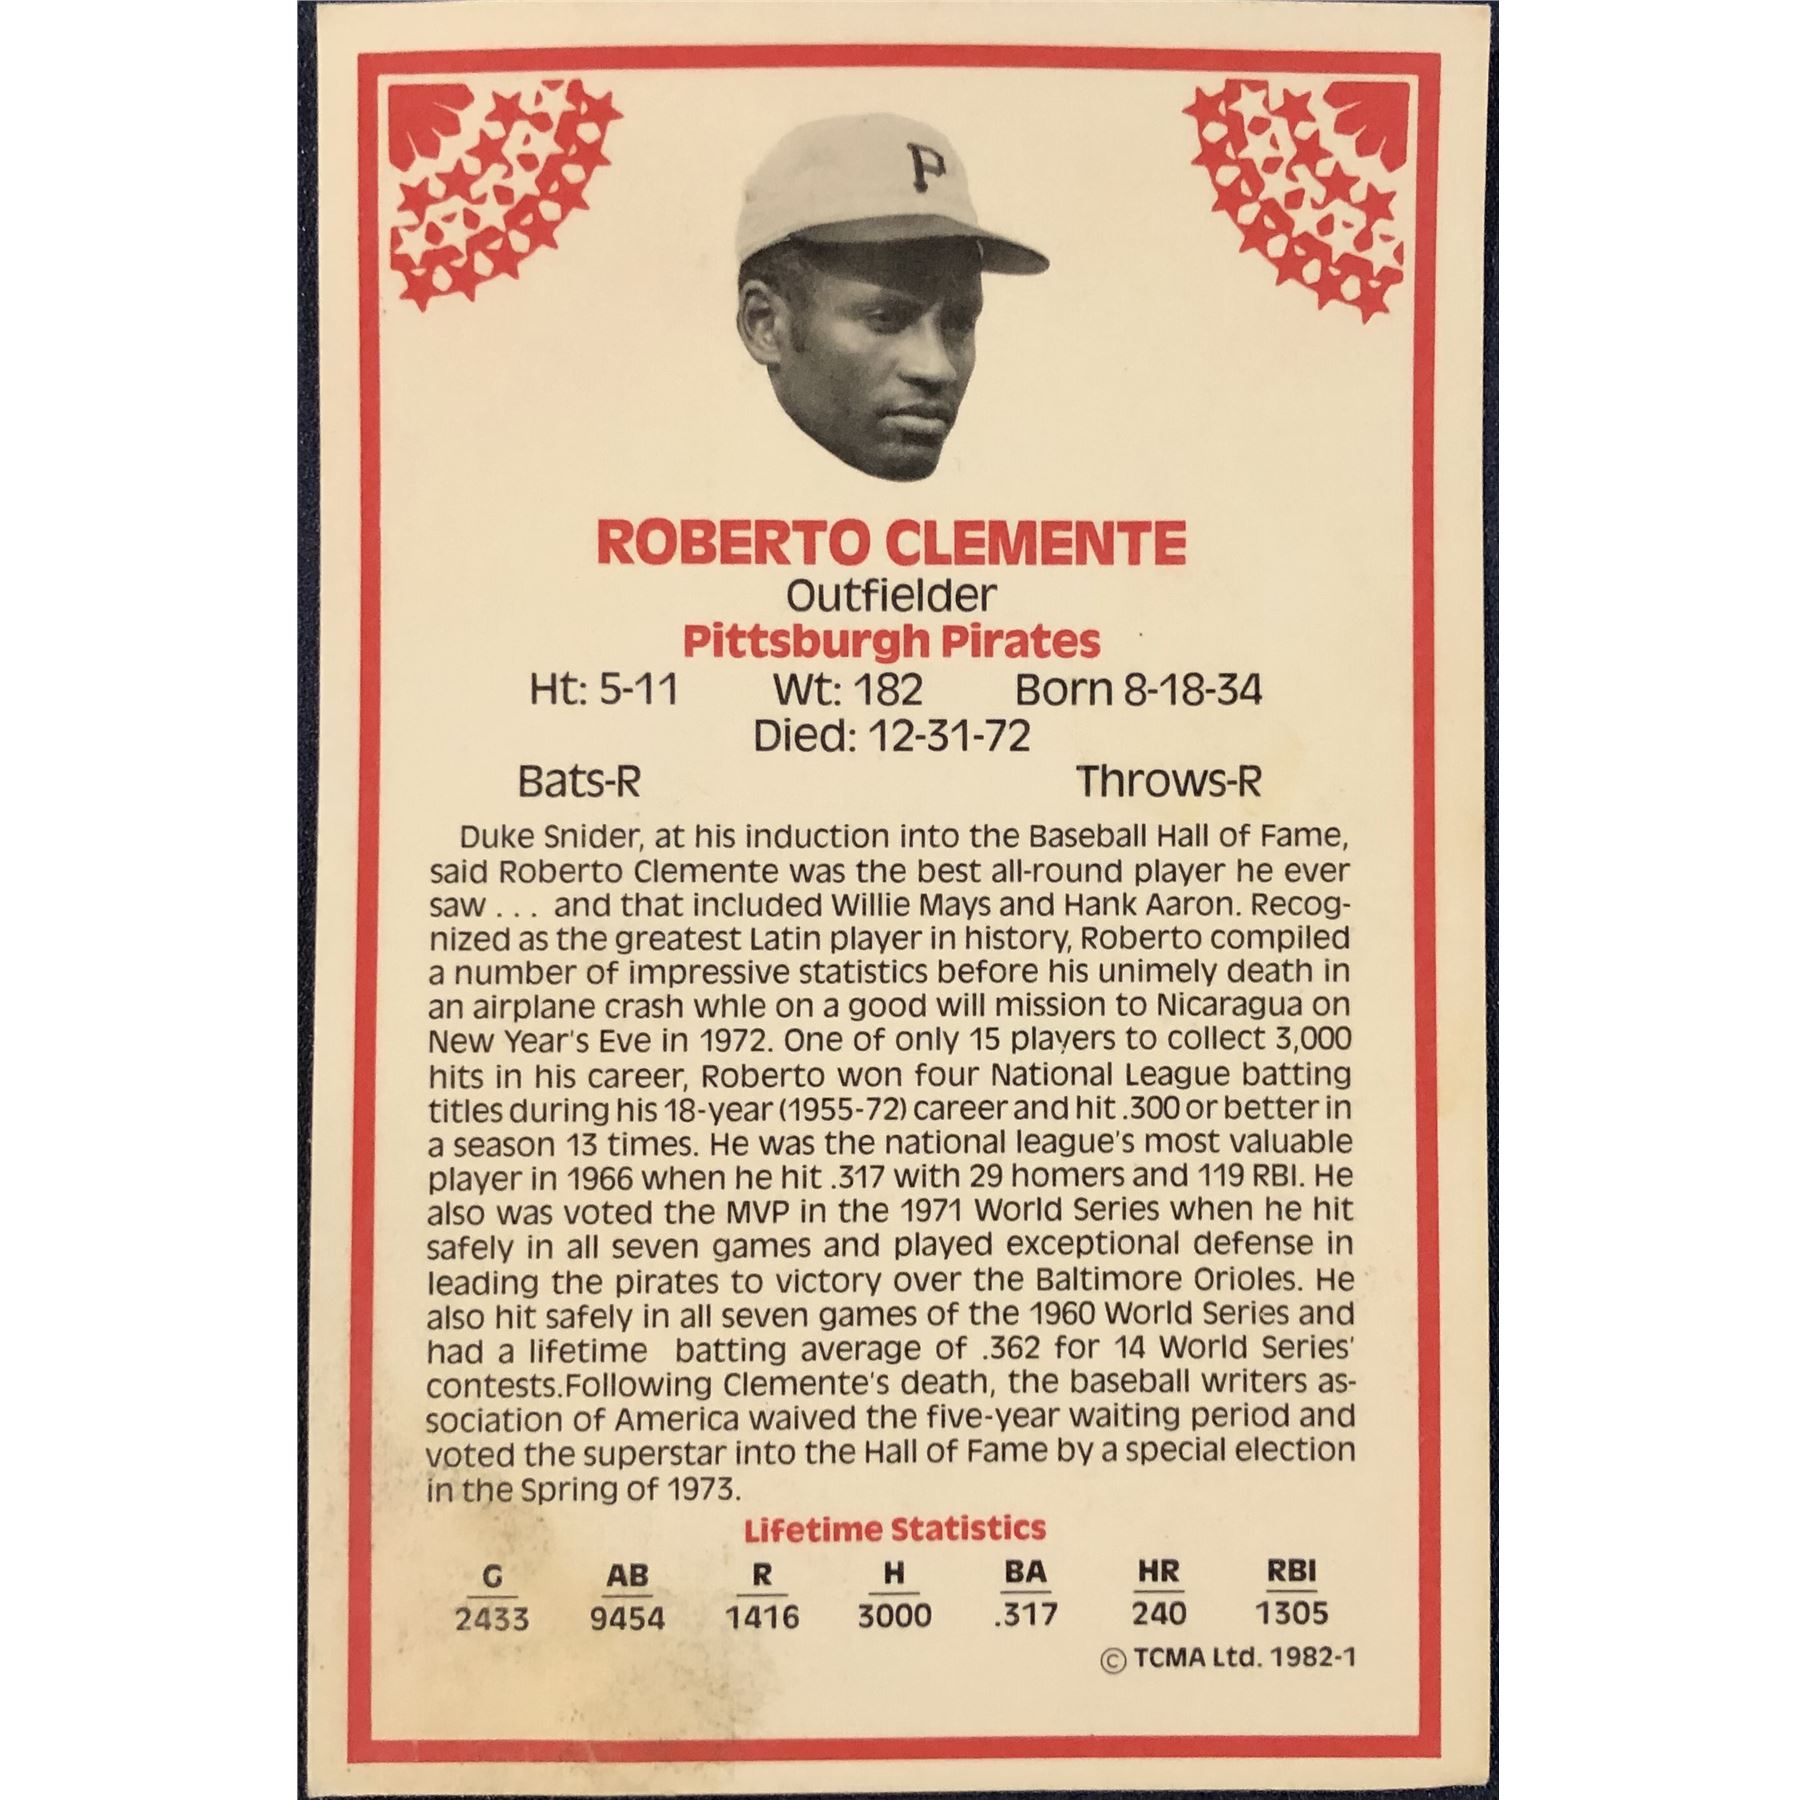 P
ROBERTO CLEMENTE
Outfielder
Pittsburgh Pirates
Ht: 5-11 Wt: 182 Born 8-18-34
Died: 12-31-72
Bats-R Throws-R
Duke Snider, at his induction into the Baseball Hall of Fame,
said Roberto Clemente was the best all-round player he ever
saw . . . and that included Willie Mays and Hank Aaron. Recog-
nized as the greatest Latin player in history, Roberto compiled
a number of impressive statistics before his unimely death in
an airplane crash whle on a good will mission to Nicaragua on
New Year's Eve in 1972. One of only 15 players to collect 3,000
hits in his career, Roberto won four National League batting
titles during his 18-year (1955-72) career and hit .300 or better in
a season 13 times. He was the national league's most valuable
player in 1966 when he hit .317 with 29 homers and 119 RBI. He
also was voted the MVP in the 1971 World Series when he hit
safely in all seven games and played exceptional defense in
leading the pirates to victory over the Baltimore Orioles. He
also hit safely in all seven games of the 1960 World Series and
had a lifetime batting average of .362 for 14 World Series'
contests.Following Clemente's death, the baseball writers as-
sociation of America waived the five-year waiting period and
voted the superstar into the Hall of Fame by a special election
in the Spring of 1973.
Lifetime Statistics
G AB R H BA HR RBI
2433 9454 1416 3000 .317 240 1305
© TCMA Ltd. 1982-1